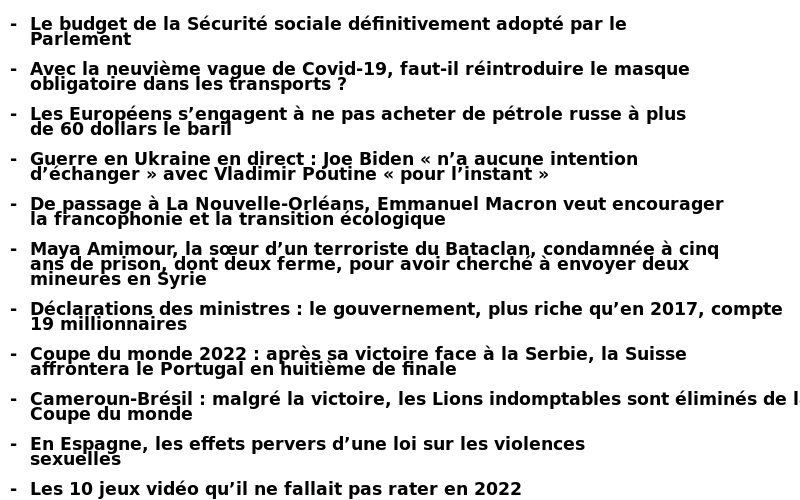 - Le budget de la Sécurité sociale définitivement adopté par le
Parlement
- Avec la neuvième vague de Covid-19, faut-il réintroduire le masque
obligatoire dans les transports ?
- Les Européens s’engagent à ne pas acheter de pétrole russe à plus
de 60 dollars le baril
- Guerre en Ukraine en direct : Joe Biden « n’a aucune intention
d’échanger » avec Vladimir Poutine « pour l’instant »
- De passage à La Nouvelle-Orléans, Emmanuel Macron veut encourager
la francophonie et la transition écologique
- Maya Amimour, la sœur d’un terroriste du Bataclan, condamnée à cinq
ans de prison, dont deux ferme, pour avoir cherché à envoyer deux
mineures en Syrie
- Déclarations des ministres : le gouvernement, plus riche qu’en 2017, compte
19 millionnaires
- Coupe du monde 2022 : après sa victoire face à la Serbie, la Suisse
affrontera le Portugal en huitième de finale
- Cameroun-Brésil : malgré la victoire, les Lions indomptables sont éliminés de
Coupe du monde
- En Espagne, les effets pervers d’une loi sur les violences
sexuelles
- Les 10 jeux vidéo qu’il ne fallait pas rater en 2022